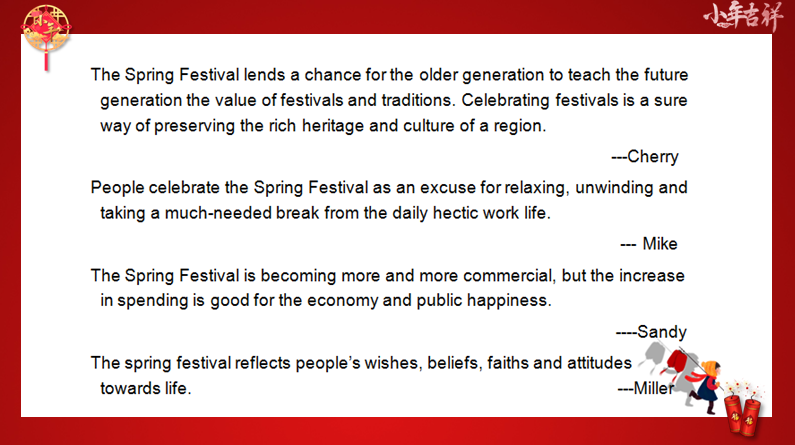 小年吉祥
小年
The Spring Festival lends a chance for the older generation to teach the future
generation the value of festivals and traditions. Celebrating festivals is a sure
way of preserving the rich heritage and culture of a region.
---Cherry
People celebrate the Spring Festival as an excuse for relaxing, unwinding and
taking a much-needed break from the daily hectic work life.
--- Mike
The Spring Festival is becoming more and more commercial, but the increase
in spending is good for the economy and public happiness.
----Sandy
The spring festival reflects people’s wishes, beliefs, faiths and attitudes
towards life. ---Miller
福 福